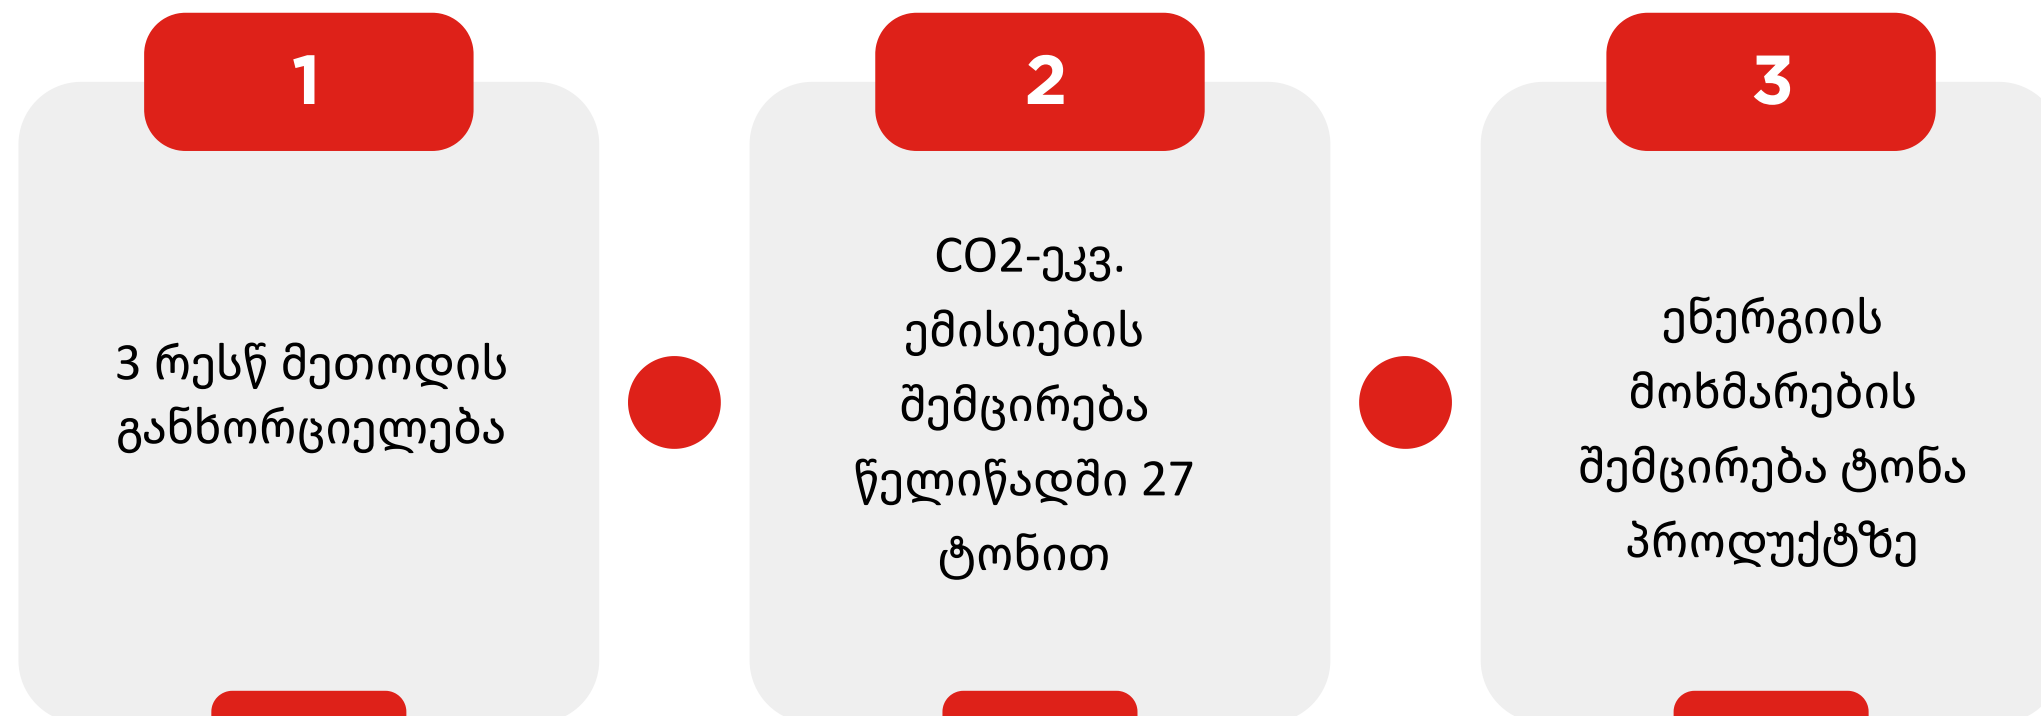 1
3 რესწ მეთოდის
განხორციელება
2
CO2-ეკვ.
ემისიების
შემცირება
წელიწადში 27
ტონით
3
ენერგიის
მოხმარების
შემცირება ტონა
პროდუქტზე